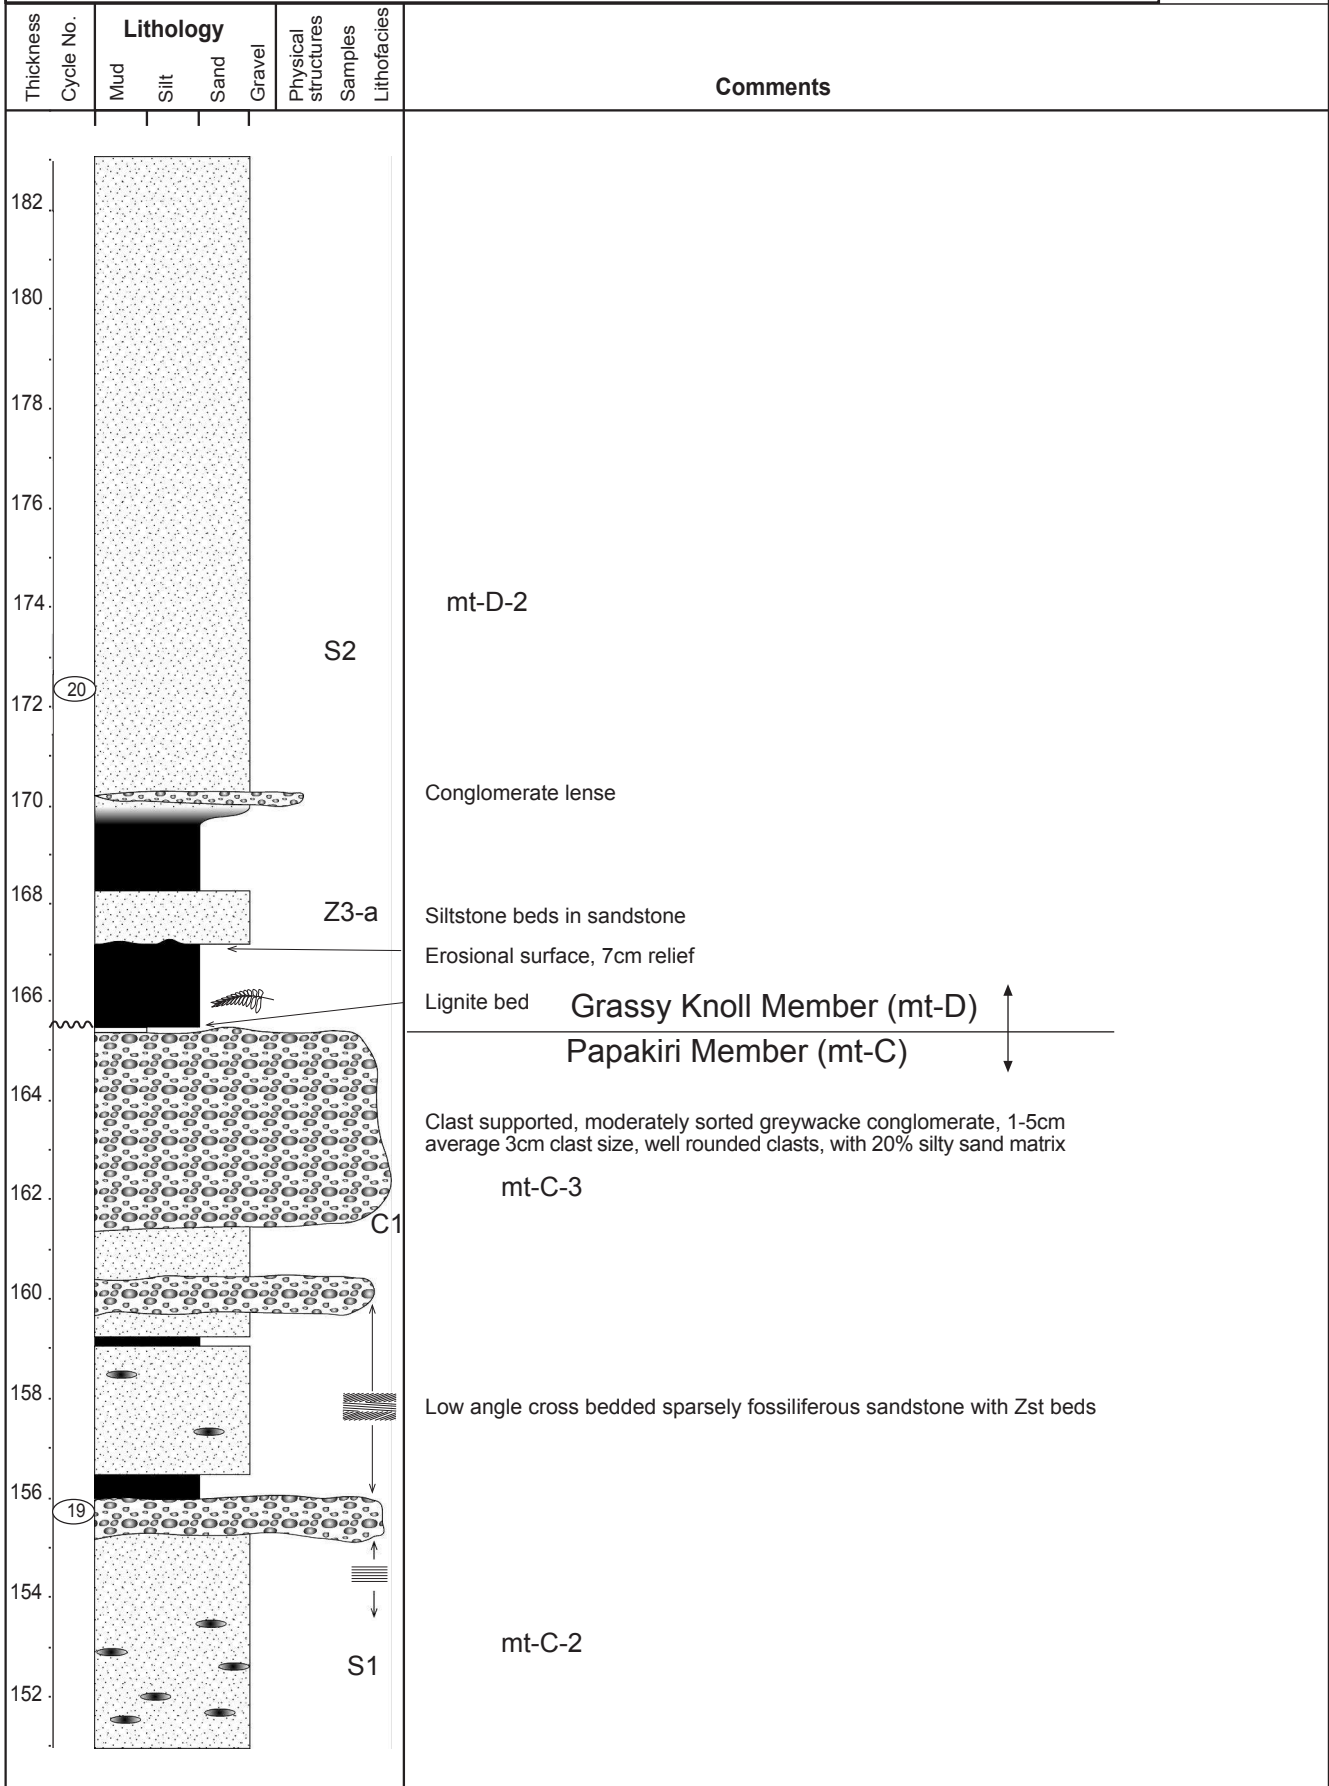 Thickness
Cycle No.
Lithology
Mud
Silt
Sand
Gravel
Physical
structures
Samples
Lithofacies
Comments
182
180
178
176
174
mt-D-2
S2
20
172
170
Conglomerate lense
168
Z3-a
Siltstone beds in sandstone
Erosional surface, 7cm relief
166
Lignite bed
Grassy Knoll Member (mt-D)
Papakiri Member (mt-C)
164
Clast supported, moderately sorted greywacke conglomerate, 1-5cm
average 3cm clast size, well rounded clasts, with 20% silty sand matrix
162
mt-C-3
C1
160
158
Low angle cross bedded sparsely fossiliferous sandstone with Zst beds
156
19
154
mt-C-2
S1
152